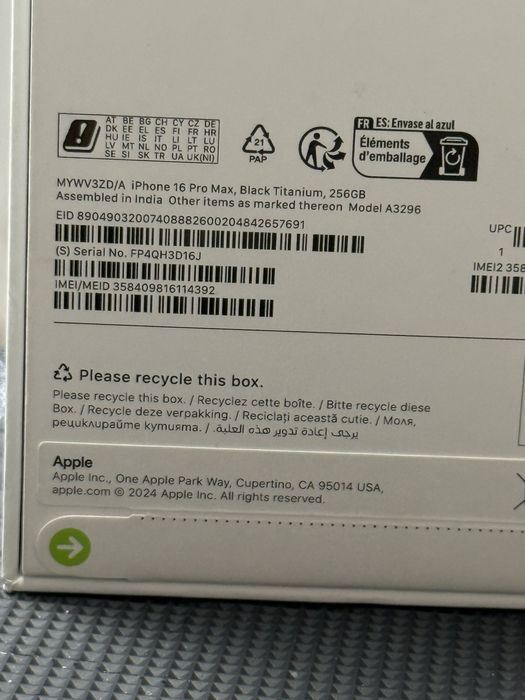 AT BE BG CH CY CZ DE
DK EE EL ES FI FR HR
HU IE IS IT LI LT LU
LV MT NL NO PL PT RO
SE SI SK TR UA UK(NI)
21
PAP
FR ES: Envase al azul
Éléments
d'emballage
MYWV3ZD/A iPhone 16 Pro Max, Black Titanium, 256GB
Assembled in India Other items as marked thereon Model A3296
EID 89049032007408882600204842657691
(S) Serial No. FP4QH3D16J
IMEI/MEID 358409816114392
UPC
1
IMEI2 358
Please recycle this box.
Please recycle this box. / Recyclez cette boîte. / Bitte recycle diese
Box. / Recycle deze verpakking. / Reciclați această cutie. / Моля,
рециклирайте кутията. / يرجى إعادة تدوير هذه العلبة.
Apple
Apple Inc., One Apple Park Way, Cupertino, CA 95014 USA,
apple.com © 2024 Apple Inc. All rights reserved.